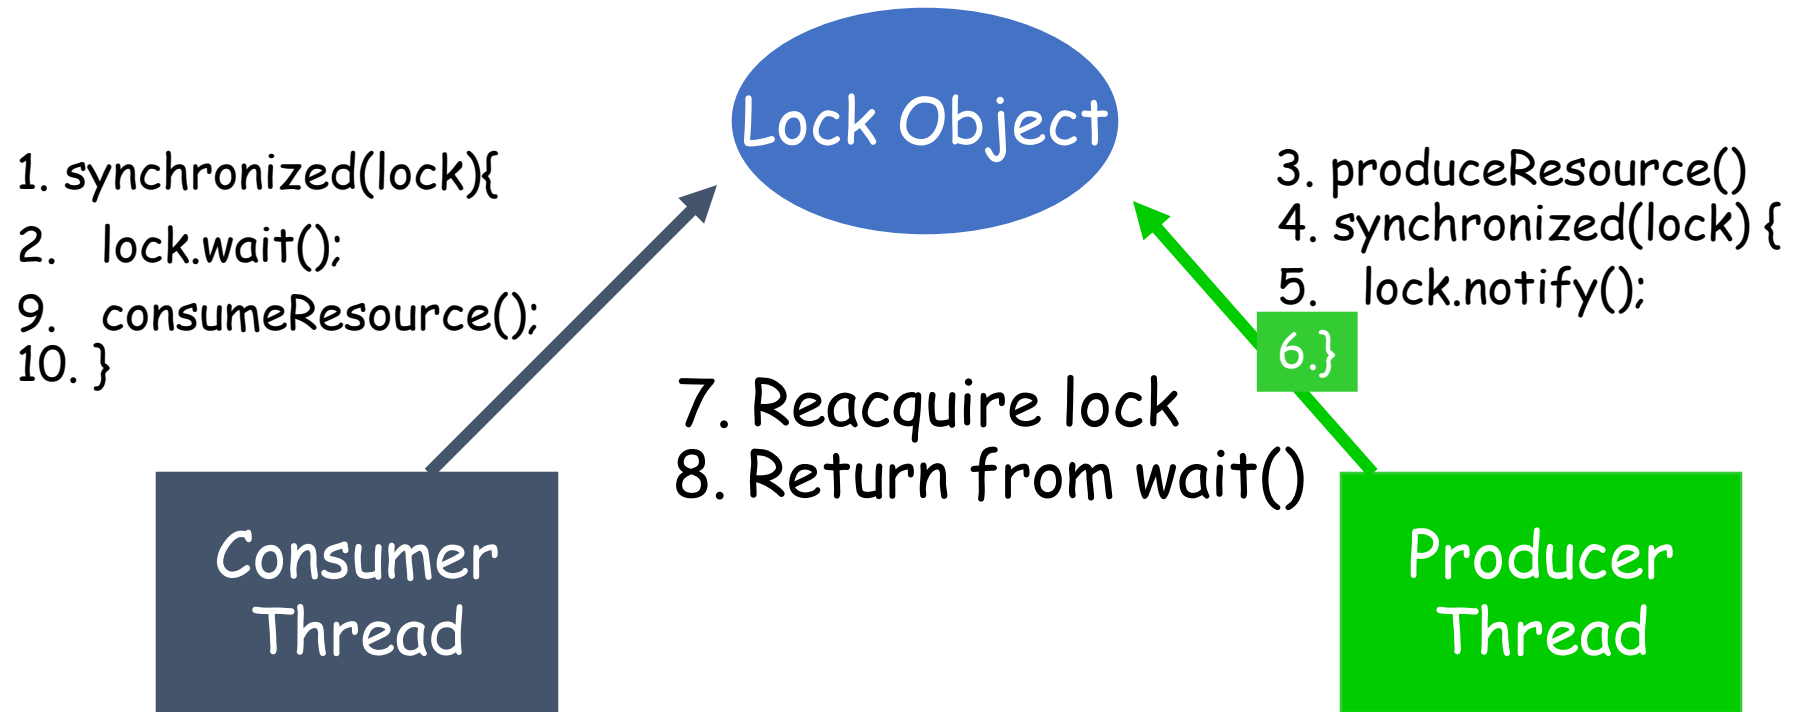 Lock Object
1. synchronized(lock){
2. lock.wait();
9. consumeResource();
10. }
3. produceResource()
4. synchronized(lock) {
5. lock.notify();
6.}
7. Reacquire lock
8. Return from wait()
Consumer
Thread
Producer
Thread